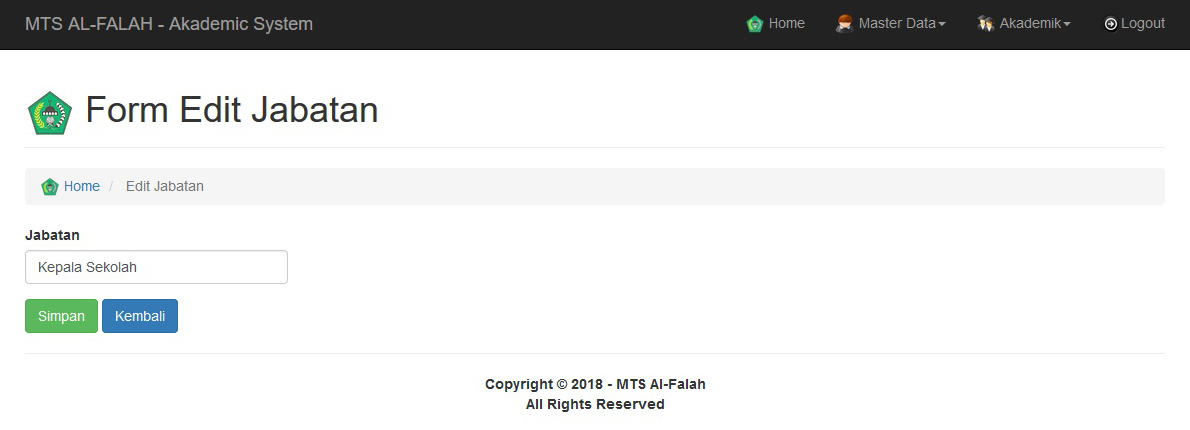 MTS AL-FALAH - Akademic System Home Master Data Akademik Logout
Form Edit Jabatan
Home / Edit Jabatan
Jabatan
Kepala Sekolah
Simpan Kembali
Copyright © 2018 - MTS Al-Falah
All Rights Reserved